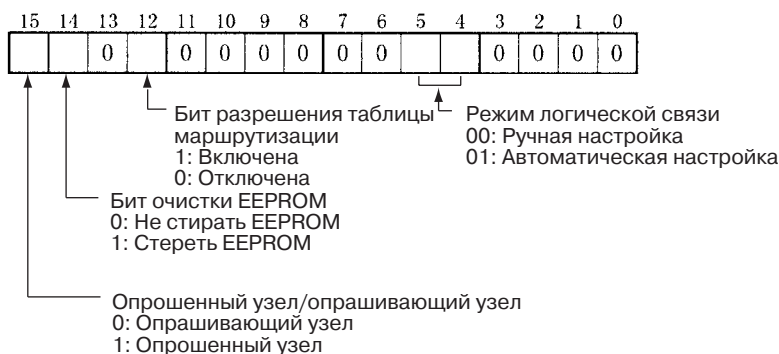 15 14 13 12 11 10 9 8 7 6 5 4 3 2 1 0
0 0 0 0 0 0 0 0 0 0 0
Бит разрешения таблицы маршрутизации
1: Включена
0: Отключена
Режим логической связи
00: Ручная настройка
01: Автоматическая настройка
Бит очистки EEPROM
0: Не стирать EEPROM
1: Стереть EEPROM
Опрошенный узел/опрашивающий узел
0: Опрашивающий узел
1: Опрошенный узел